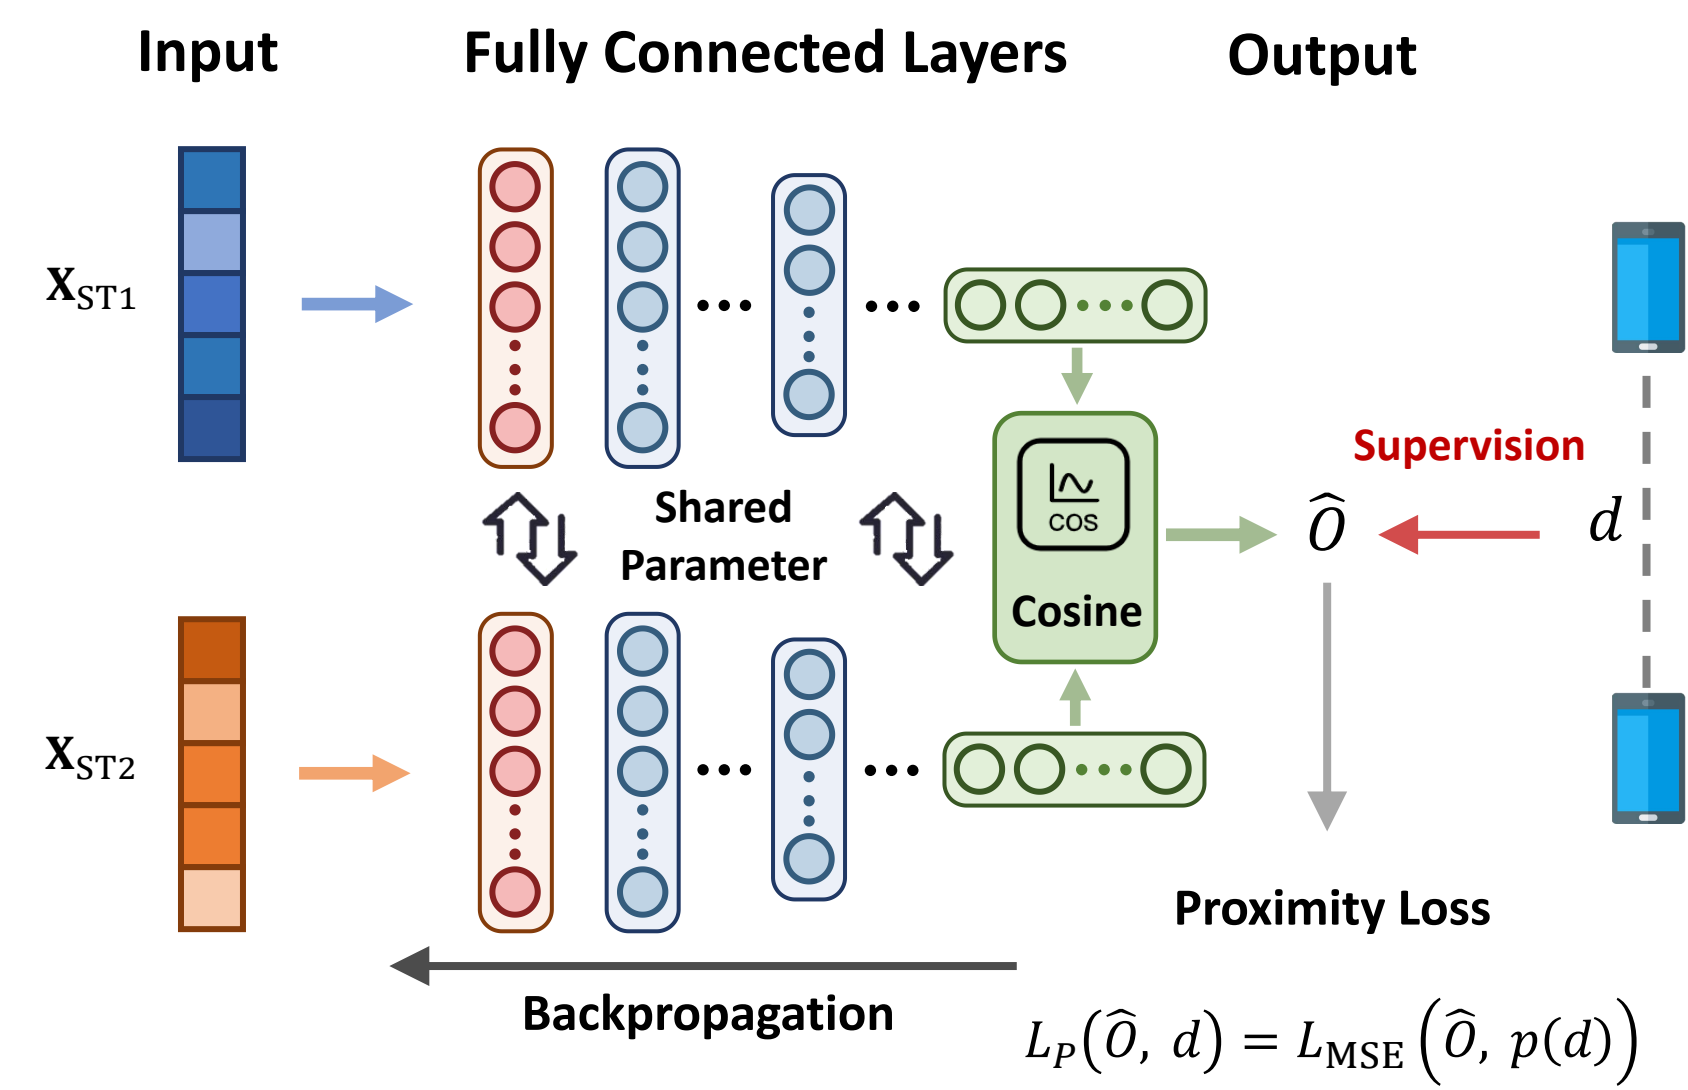 Input
Fully Connected Layers
Output
X_ST1
Supervision
Shared
Parameter
COS
Cosine
Ô
d
X_ST2
Proximity Loss
Backpropagation
L_P(Ô, d) = L_MSE(Ô, p(d))